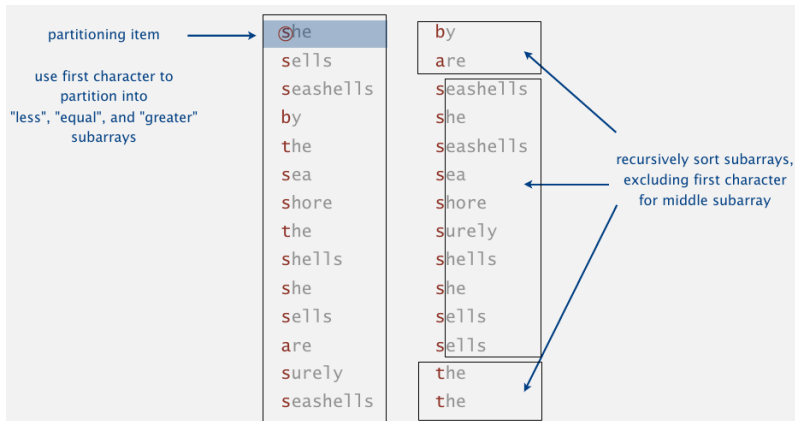 partitioning item
use first character to
partition into
"less", "equal", and "greater"
subarrays
she
sells
seashells
by
the
sea
shore
the
shells
she
sells
are
surely
seashells
by
are
seashells
she
seashells
sea
shore
surely
shells
she
sells
sells
the
the
recursively sort subarrays,
excluding first character
for middle subarray